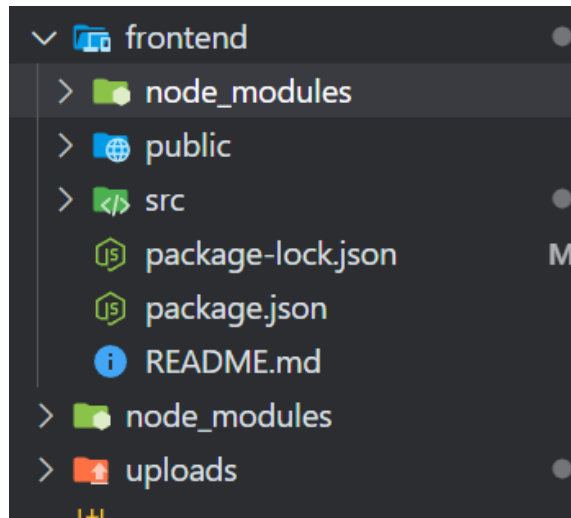 frontend
node_modules
public
src
package-lock.json M
package.json
README.md
node_modules
uploads